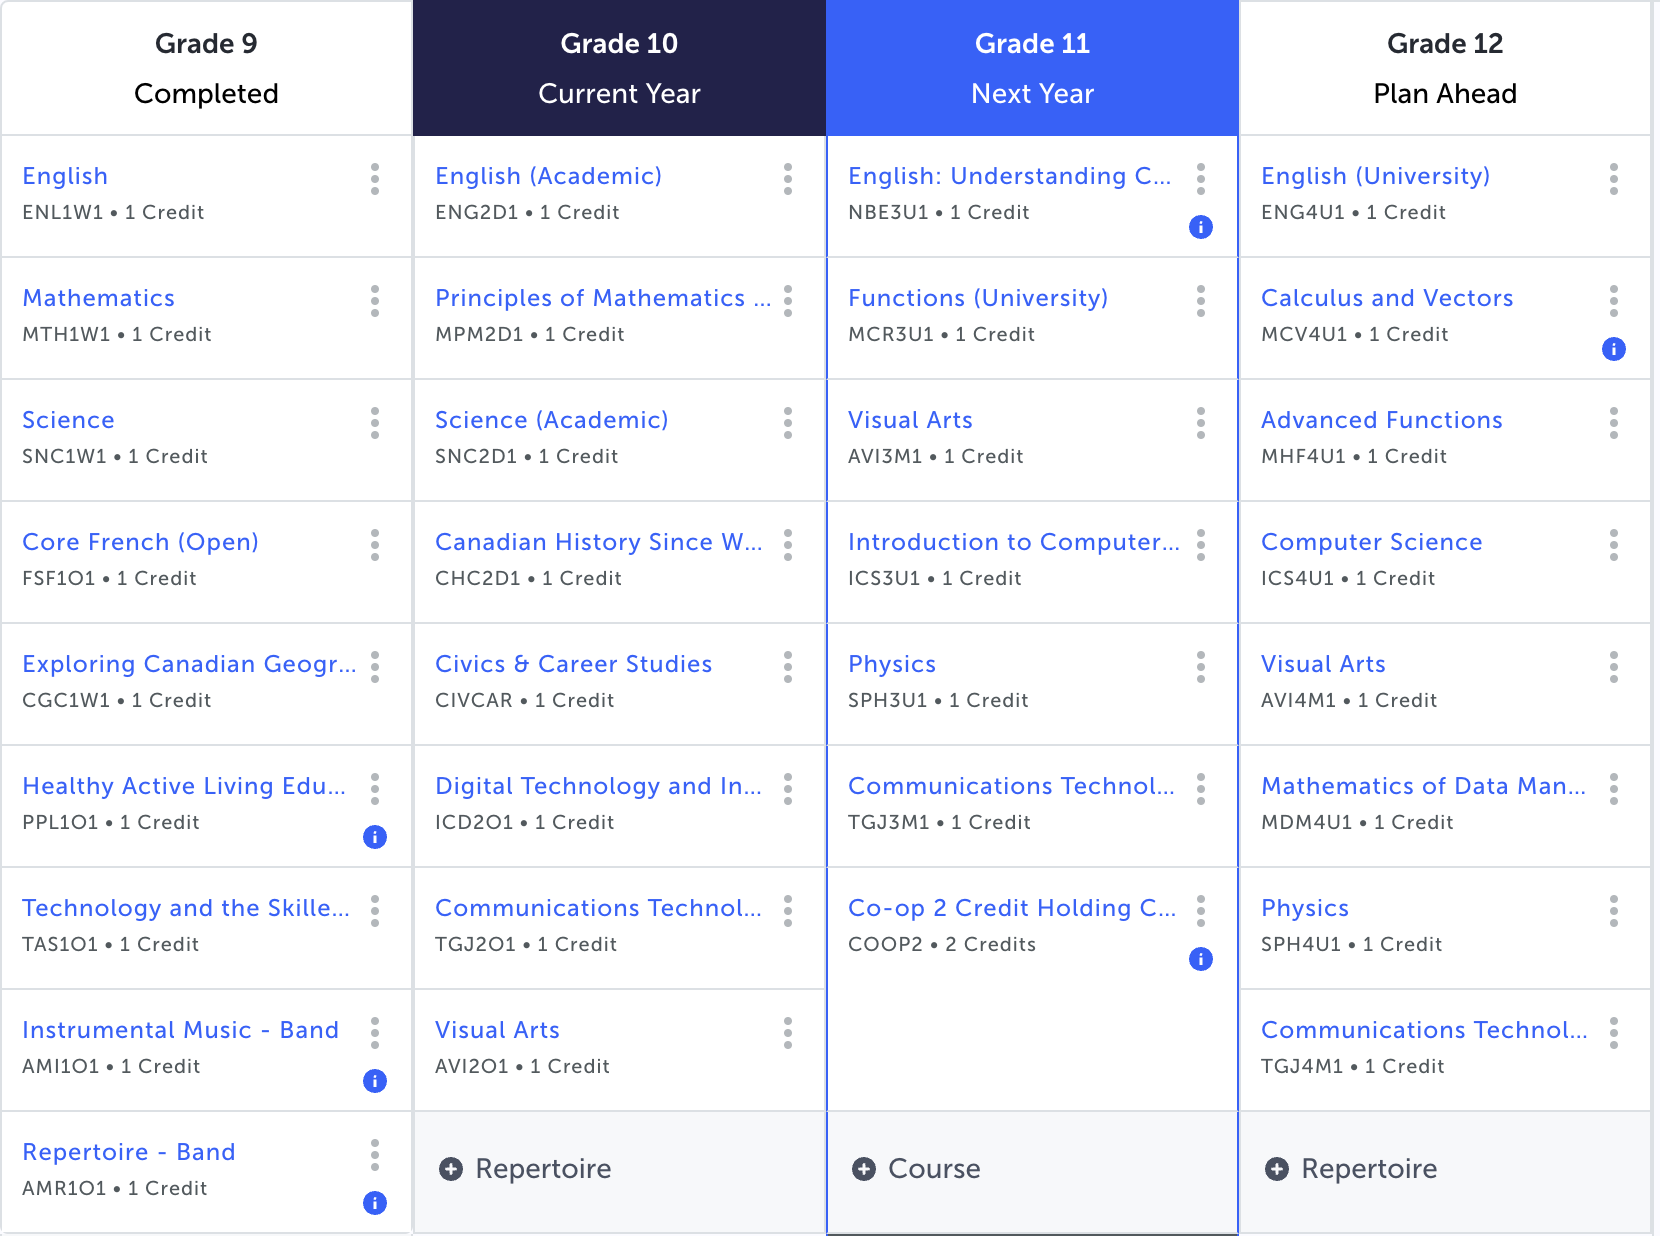 Grade 9
Completed
English
ENL1W1 • 1 Credit
Mathematics
MTH1W1 • 1 Credit
Science
SNC1W1 • 1 Credit
Core French (Open)
FSF1O1 • 1 Credit
Exploring Canadian Geogr...
CGC1W1 • 1 Credit
Healthy Active Living Edu...
PPL1O1 • 1 Credit
Technology and the Skille...
TAS1O1 • 1 Credit
Instrumental Music - Band
AMI1O1 • 1 Credit
Repertoire - Band
AMR1O1 • 1 Credit
Grade 10
Current Year
English (Academic)
ENG2D1 • 1 Credit
Principles of Mathematics ...
MPM2D1 • 1 Credit
Science (Academic)
SNC2D1 • 1 Credit
Canadian History Since W...
CHC2D1 • 1 Credit
Civics & Career Studies
CIVCAR • 1 Credit
Digital Technology and In...
ICD2O1 • 1 Credit
Communications Technol...
TGJ2O1 • 1 Credit
Visual Arts
AVI2O1 • 1 Credit
Repertoire
Grade 11
Next Year
English: Understanding C...
NBE3U1 • 1 Credit
Functions (University)
MCR3U1 • 1 Credit
Visual Arts
AVI3M1 • 1 Credit
Introduction to Computer...
ICS3U1 • 1 Credit
Physics
SPH3U1 • 1 Credit
Communications Technol...
TGJ3M1 • 1 Credit
Co-op 2 Credit Holding C...
COOP2 • 2 Credits
Course
Grade 12
Plan Ahead
English (University)
ENG4U1 • 1 Credit
Calculus and Vectors
MCV4U1 • 1 Credit
Advanced Functions
MHF4U1 • 1 Credit
Computer Science
ICS4U1 • 1 Credit
Visual Arts
AVI4M1 • 1 Credit
Mathematics of Data Man...
MDM4U1 • 1 Credit
Physics
SPH4U1 • 1 Credit
Communications Technol...
TGJ4M1 • 1 Credit
Repertoire